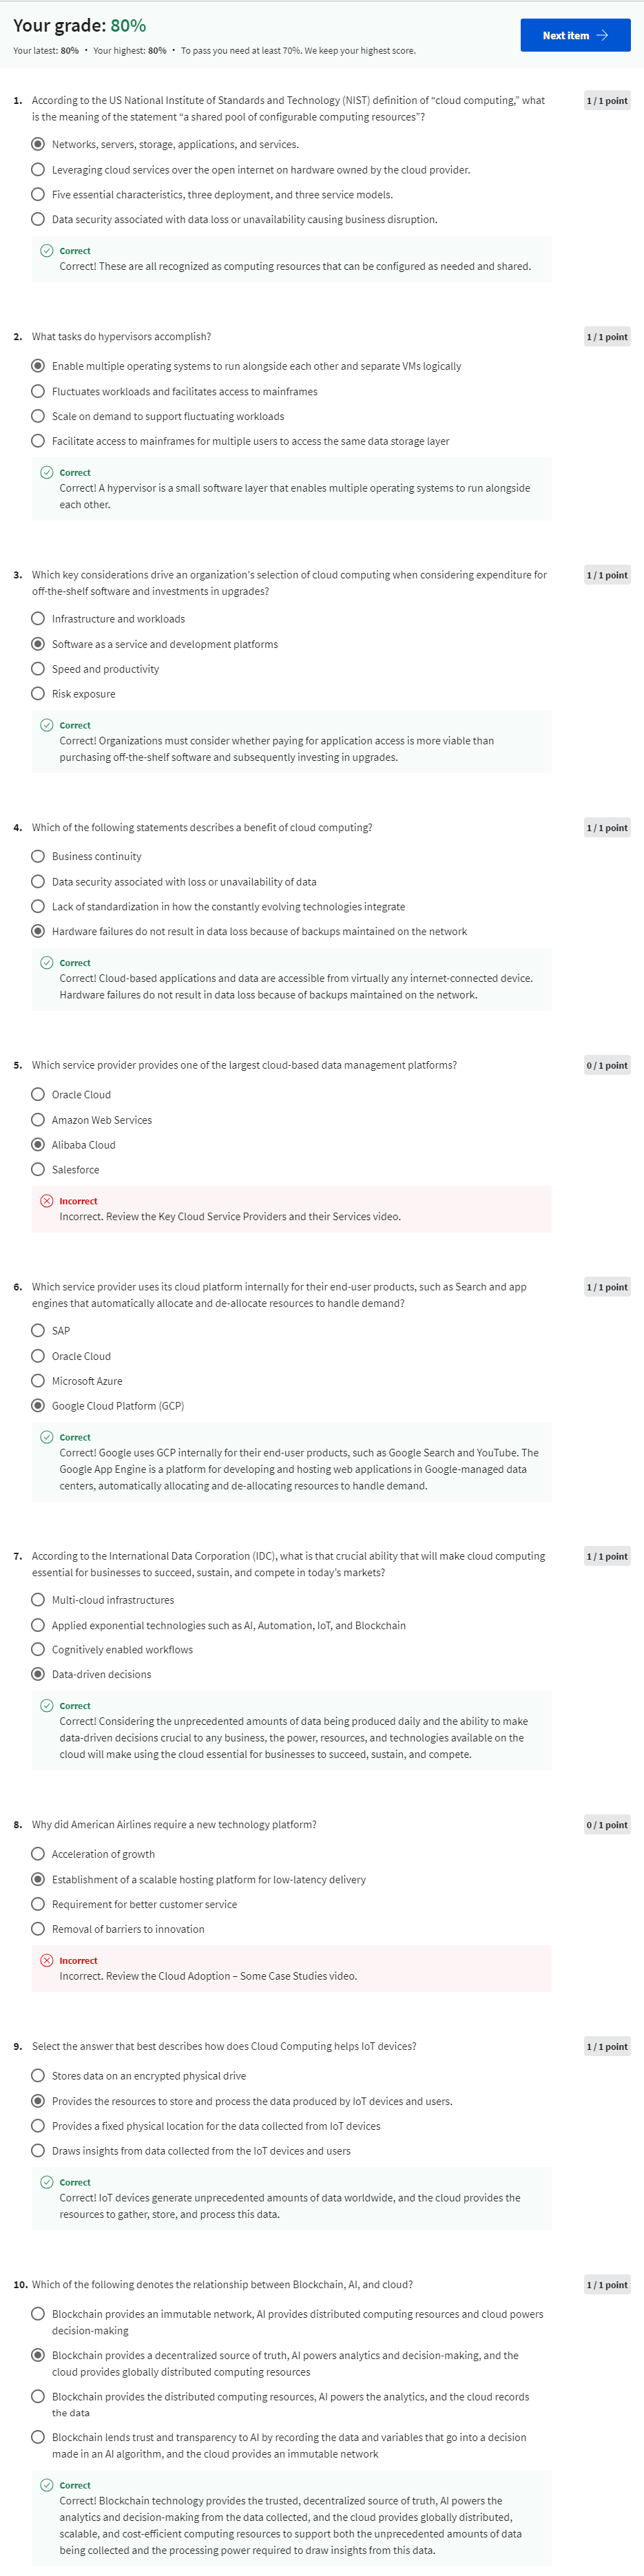 Your grade: 80%
Next item →
Your latest: 80% • Your highest: 80% • To pass you need at least 70%. We keep your highest score.
1. According to the US National Institute of Standards and Technology (NIST) definition of “cloud computing,” what
is the meaning of the statement “a shared pool of configurable computing resources”?
1 / 1 point
Networks, servers, storage, applications, and services.
Leveraging cloud services over the open internet on hardware owned by the cloud provider.
Five essential characteristics, three deployment, and three service models.
Data security associated with data loss or unavailability causing business disruption.
Correct
Correct! These are all recognized as computing resources that can be configured as needed and shared.
2. What tasks do hypervisors accomplish?
1 / 1 point
Enable multiple operating systems to run alongside each other and separate VMs logically
Fluctuates workloads and facilitates access to mainframes
Scale on demand to support fluctuating workloads
Facilitate access to mainframes for multiple users to access the same data storage layer
Correct
Correct! A hypervisor is a small software layer that enables multiple operating systems to run alongside
each other.
3. Which key considerations drive an organization’s selection of cloud computing when considering expenditure for
off-the-shelf software and investments in upgrades?
1 / 1 point
Infrastructure and workloads
Software as a service and development platforms
Speed and productivity
Risk exposure
Correct
Correct! Organizations must consider whether paying for application access is more viable than
purchasing off-the-shelf software and subsequently investing in upgrades.
4. Which of the following statements describes a benefit of cloud computing?
1 / 1 point
Business continuity
Data security associated with loss or unavailability of data
Lack of standardization in how the constantly evolving technologies integrate
Hardware failures do not result in data loss because of backups maintained on the network
Correct
Correct! Cloud-based applications and data are accessible from virtually any internet-connected device.
Hardware failures do not result in data loss because of backups maintained on the network.
5. Which service provider provides one of the largest cloud-based data management platforms?
0 / 1 point
Oracle Cloud
Amazon Web Services
Alibaba Cloud
Salesforce
Incorrect
Incorrect. Review the Key Cloud Service Providers and their Services video.
6. Which service provider uses its cloud platform internally for their end-user products, such as Search and app
engines that automatically allocate and de-allocate resources to handle demand?
1 / 1 point
SAP
Oracle Cloud
Microsoft Azure
Google Cloud Platform (GCP)
Correct
Correct! Google uses GCP internally for their end-user products, such as Google Search and YouTube. The
Google App Engine is a platform for developing and hosting web applications in Google-managed data
centers, automatically allocating and de-allocating resources to handle demand.
7. According to the International Data Corporation (IDC), what is that crucial ability that will make cloud computing
essential for businesses to succeed, sustain, and compete in today’s markets?
1 / 1 point
Multi-cloud infrastructures
Applied exponential technologies such as AI, Automation, IoT, and Blockchain
Cognitively enabled workflows
Data-driven decisions
Correct
Correct! Considering the unprecedented amounts of data being produced daily and the ability to make
data-driven decisions crucial to any business, the power, resources, and technologies available on the
cloud will make using the cloud essential for businesses to succeed, sustain, and compete.
8. Why did American Airlines require a new technology platform?
0 / 1 point
Acceleration of growth
Establishment of a scalable hosting platform for low-latency delivery
Requirement for better customer service
Removal of barriers to innovation
Incorrect
Incorrect. Review the Cloud Adoption – Some Case Studies video.
9. Select the answer that best describes how does Cloud Computing helps IoT devices?
1 / 1 point
Stores data on an encrypted physical drive
Provides the resources to store and process the data produced by IoT devices and users.
Provides a fixed physical location for the data collected from IoT devices
Draws insights from data collected from the IoT devices and users
Correct
Correct! IoT devices generate unprecedented amounts of data worldwide, and the cloud provides the
resources to gather, store, and process this data.
10. Which of the following denotes the relationship between Blockchain, AI, and cloud?
1 / 1 point
Blockchain provides an immutable network, AI provides distributed computing resources and cloud powers
decision-making
Blockchain provides a decentralized source of truth, AI powers analytics and decision-making, and the
cloud provides globally distributed computing resources
Blockchain provides the distributed computing resources, AI powers the analytics, and the cloud records
the data
Blockchain lends trust and transparency to AI by recording the data and variables that go into a decision
made in an AI algorithm, and the cloud provides an immutable network
Correct
Correct! Blockchain technology provides the trusted, decentralized source of truth, AI powers the
analytics and decision-making from the data collected, and the cloud provides globally distributed,
scalable, and cost-efficient computing resources to support both the unprecedented amounts of data
being collected and the processing power required to draw insights from this data.